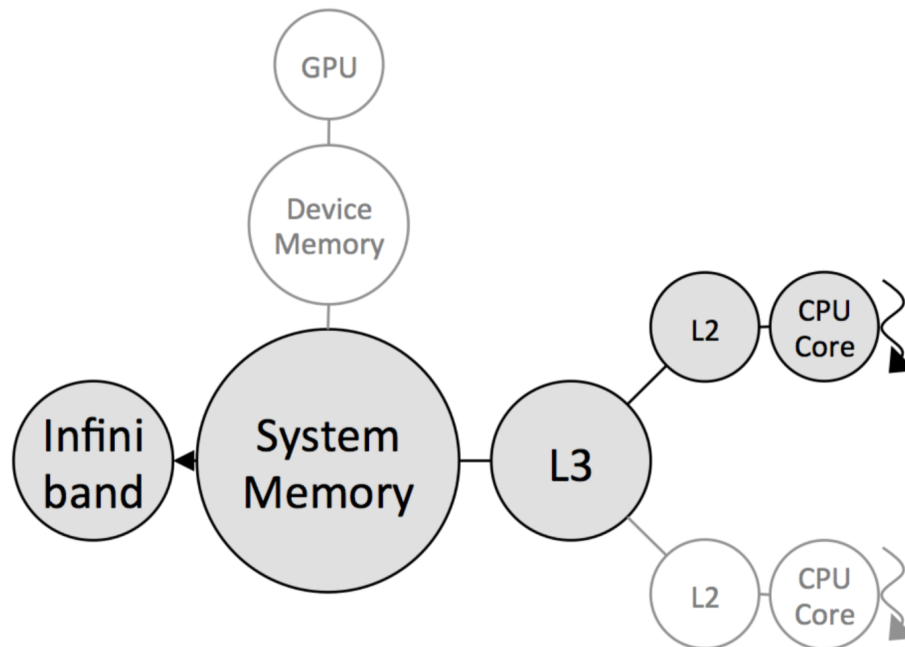 GPU
Device
Memory
Infini
band
System
Memory
L3
L2
CPU
Core
L2
CPU
Core